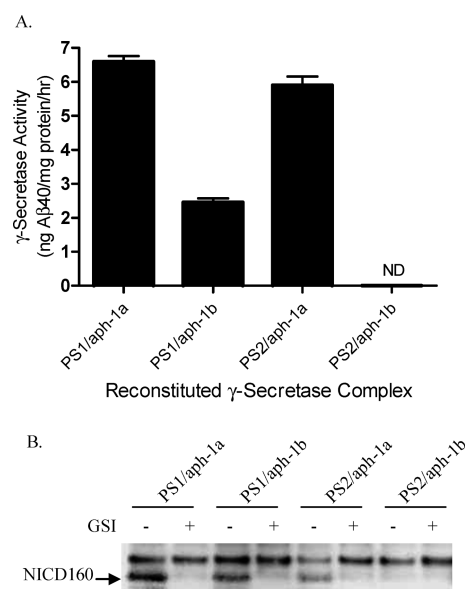 A.
γ-Secretase Activity
(ng Aβ40/mg protein/hr)
7
6
5
4
3
2
1
0
ND
PS1/aph-1a
PS1/aph-1b
PS2/aph-1a
PS2/aph-1b
Reconstituted γ-Secretase Complex
B.
PS1/aph-1a
PS1/aph-1b
PS2/aph-1a
PS2/aph-1b
GSI - + - + - + - +
NICD160